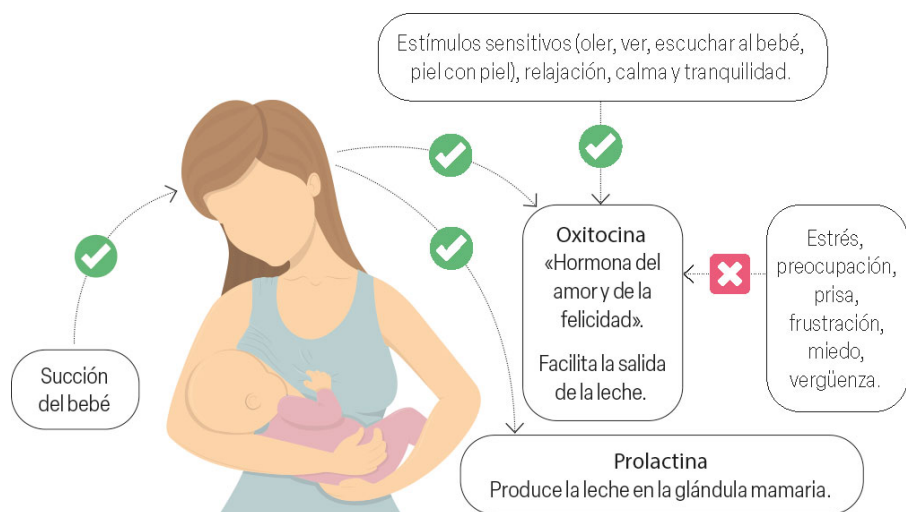 Estímulos sensitivos (oler, ver, escuchar al bebé,
piel con piel), relajación, calma y tranquilidad.
Oxitocina
«Hormona del
amor y de la
felicidad».
Facilita la salida
de la leche.
Estrés,
preocupación,
prisa,
frustración,
miedo,
vergüenza.
Succión
del bebé
Prolactina
Produce la leche en la glándula mamaria.